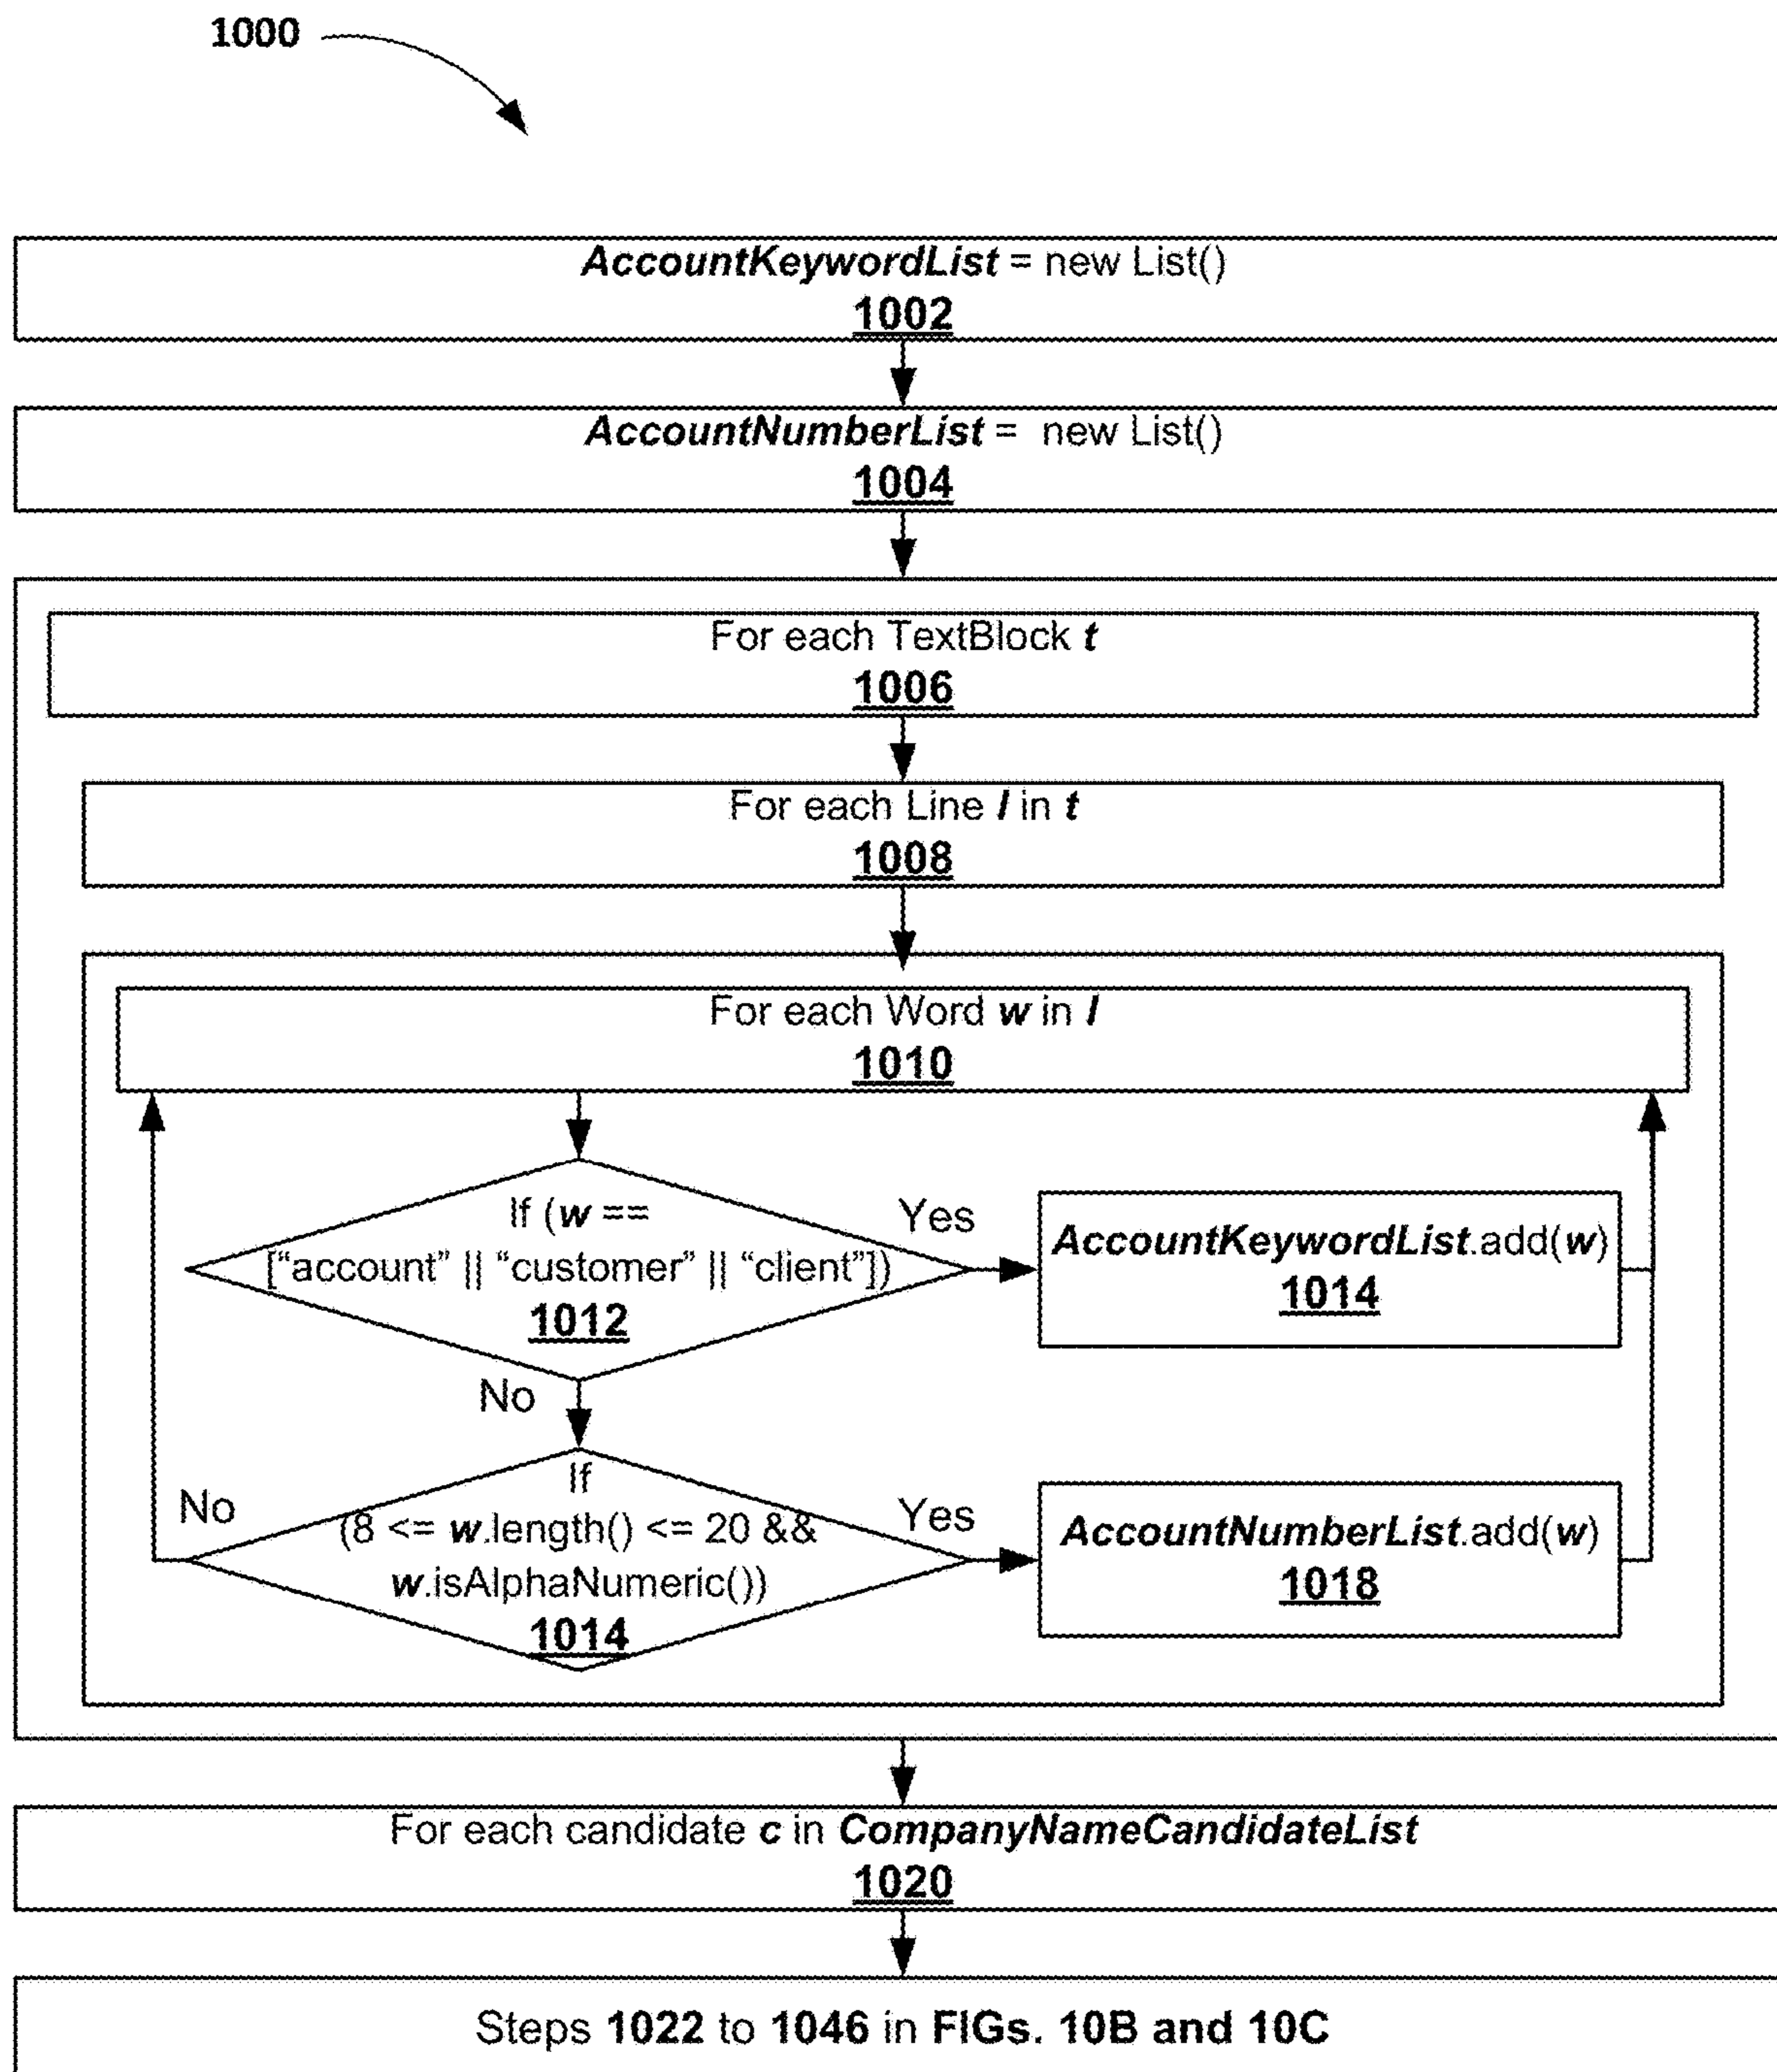 1000
AccountKeywordList = new List()
1002
AccountNumberList = new List()
1004
For each TextBlock t
1006
For each Line l in t
1008
For each Word w in l
1010
If (w ==
["account" || "customer" || "client"])
1012
Yes
AccountKeywordList.add(w)
1014
No
If
(8 <= w.length() <= 20 &&
w.isAlphaNumeric())
1014
No
Yes
AccountNumberList.add(w)
1018
For each candidate c in CompanyNameCandidateList
1020
Steps 1022 to 1046 in FIGs. 10B and 10C